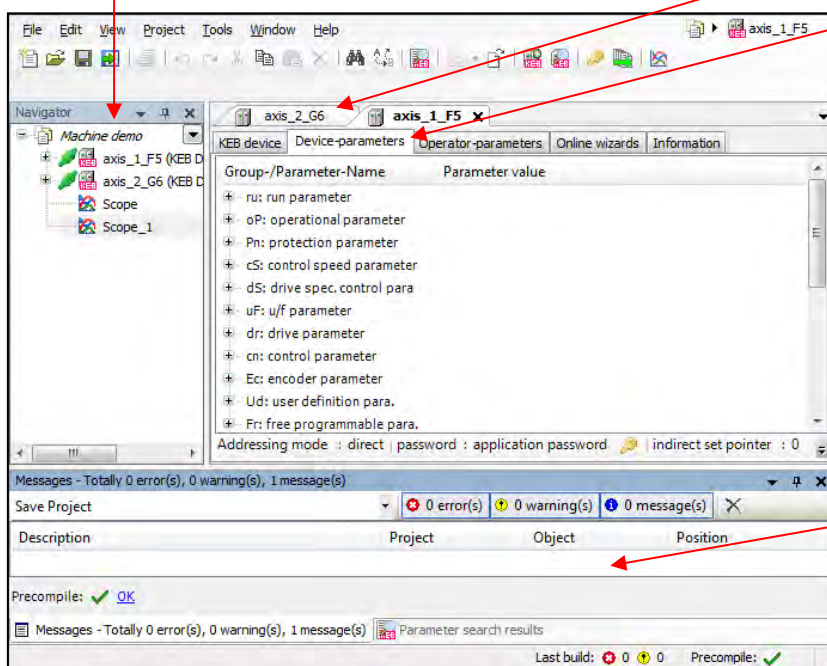 File Edit View Project Tools Window Help
axis_1_F5
Navigator
Machine demo
axis_1_F5 (KEB D
axis_2_G6 (KEB D
Scope
Scope_1
axis_2_G6 axis_1_F5
KEB device Device-parameters Operator-parameters Online wizards Information
Group-/Parameter-Name Parameter value
ru: run parameter
oP: operational parameter
Pn: protection parameter
cS: control speed parameter
dS: drive spec. control para
uF: u/f parameter
dr: drive parameter
cn: control parameter
Ec: encoder parameter
Ud: user definition para.
Fr: free programmable para.
Addressing mode : direct password : application password indirect set pointer : 0
Messages - Totally 0 error(s), 0 warning(s), 1 message(s)
Save Project 0 error(s) 0 warning(s) 0 message(s)
Description Project Object Position
Precompile: OK
Messages - Totally 0 error(s), 0 warning(s), 1 message(s) Parameter search results
Last build: 0 0 Precompile: